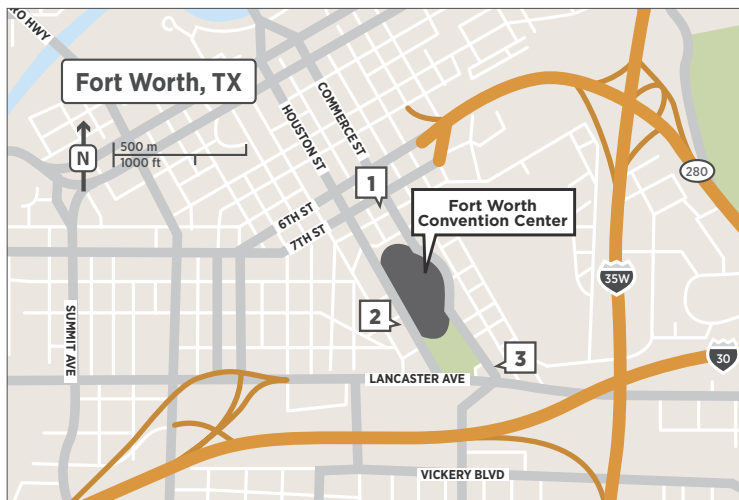 RO HWY
Fort Worth, TX
N
500 m
1000 ft
HOUSTON ST
COMMERCE ST
6TH ST
7TH ST
1
Fort Worth
Convention Center
280
35W
SUMMIT AVE
2
3
30
LANCASTER AVE
VICKERY BLVD